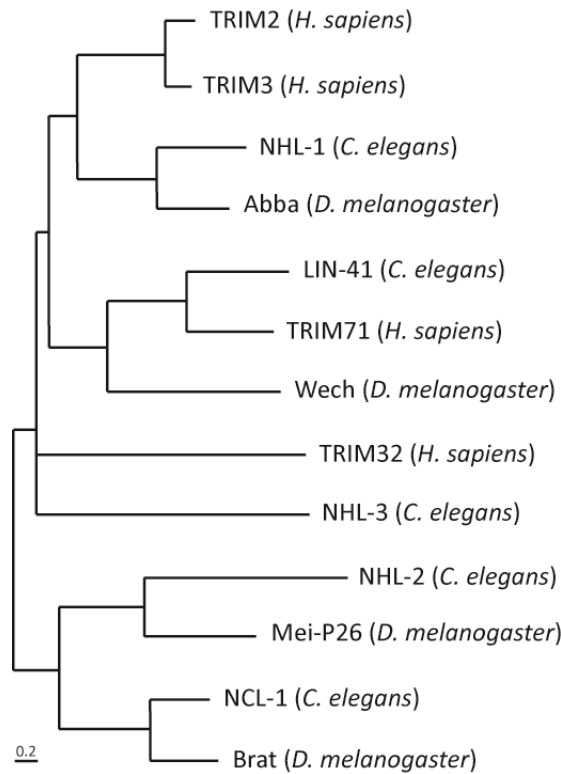 TRIM2 (H. sapiens)
TRIM3 (H. sapiens)
NHL-1 (C. elegans)
Abba (D. melanogaster)
LIN-41 (C. elegans)
TRIM71 (H. sapiens)
Wech (D. melanogaster)
TRIM32 (H. sapiens)
NHL-3 (C. elegans)
NHL-2 (C. elegans)
Mei-P26 (D. melanogaster)
NCL-1 (C. elegans)
Brat (D. melanogaster)
0.2